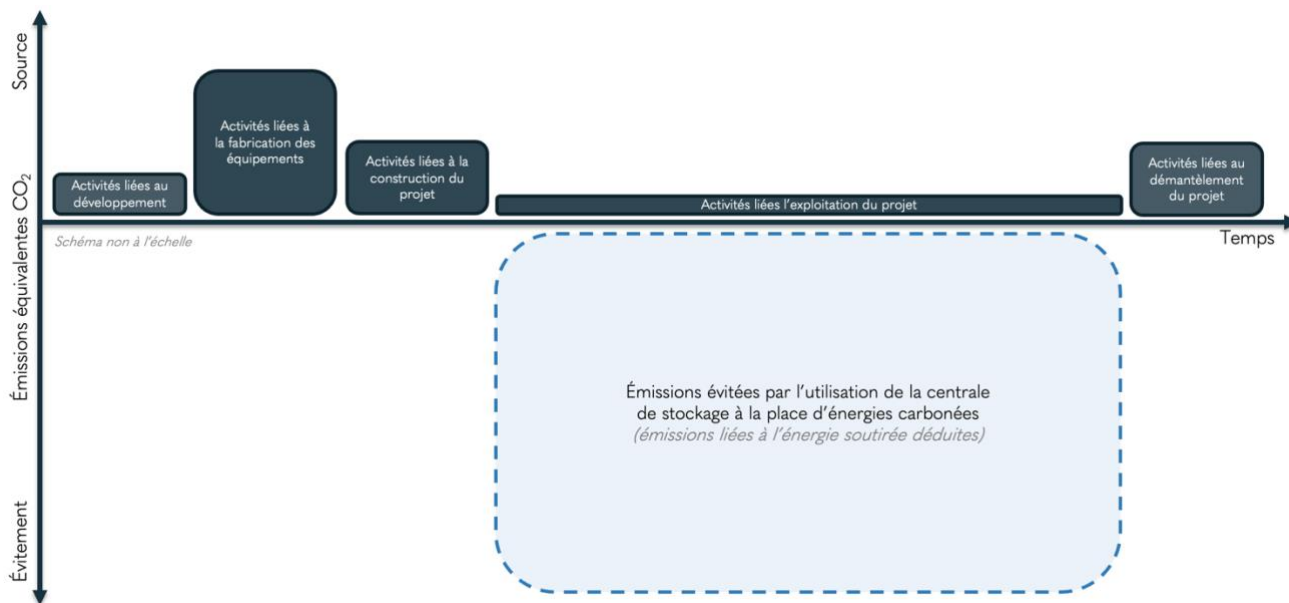 Source
Émissions équivalentes CO₂
Évitement
Activités liées au
développement
Activités liées à
la fabrication des
équipements
Activités liées à la
construction du
projet
Activités liées l'exploitation du projet
Activités liées au
démantèlement
du projet
Schéma non à l'échelle
Temps
Émissions évitées par l'utilisation de la centrale
de stockage à la place d'énergies carbonées
(émissions liées à l'énergie soutirée déduites)